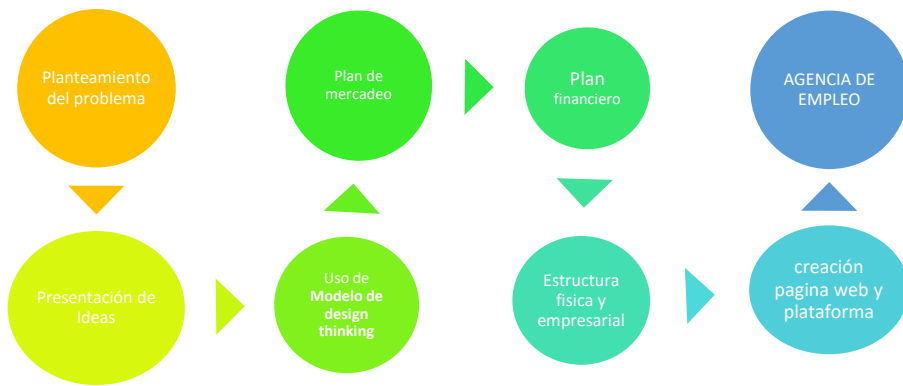 Planteamiento
del problema
Presentación de
Ideas
Uso de
Modelo de
design
thinking
Plan de
mercadeo
Plan
financiero
Estructura
fisica y
empresarial
creación
pagina web y
plataforma
AGENCIA DE
EMPLEO